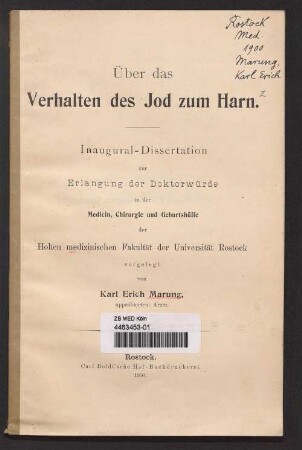 Rostock
Med.
1900
Marung,
Karl Erich
Über das
Verhalten des Jod zum Harn.
Inaugural-Dissertation
zur
Erlangung der Doktorwürde
in der
Medicin, Chirurgie und Geburtshülfe
der
Hohen medizinischen Fakultät der Universität Rostock
vorgelegt
von
Karl Erich Marung,
approbiertem Arzt.
ZB MED Köln
4463453-01
Rostock.
Carl Boldt'sche Hof-Buchdruckerei.
1900.